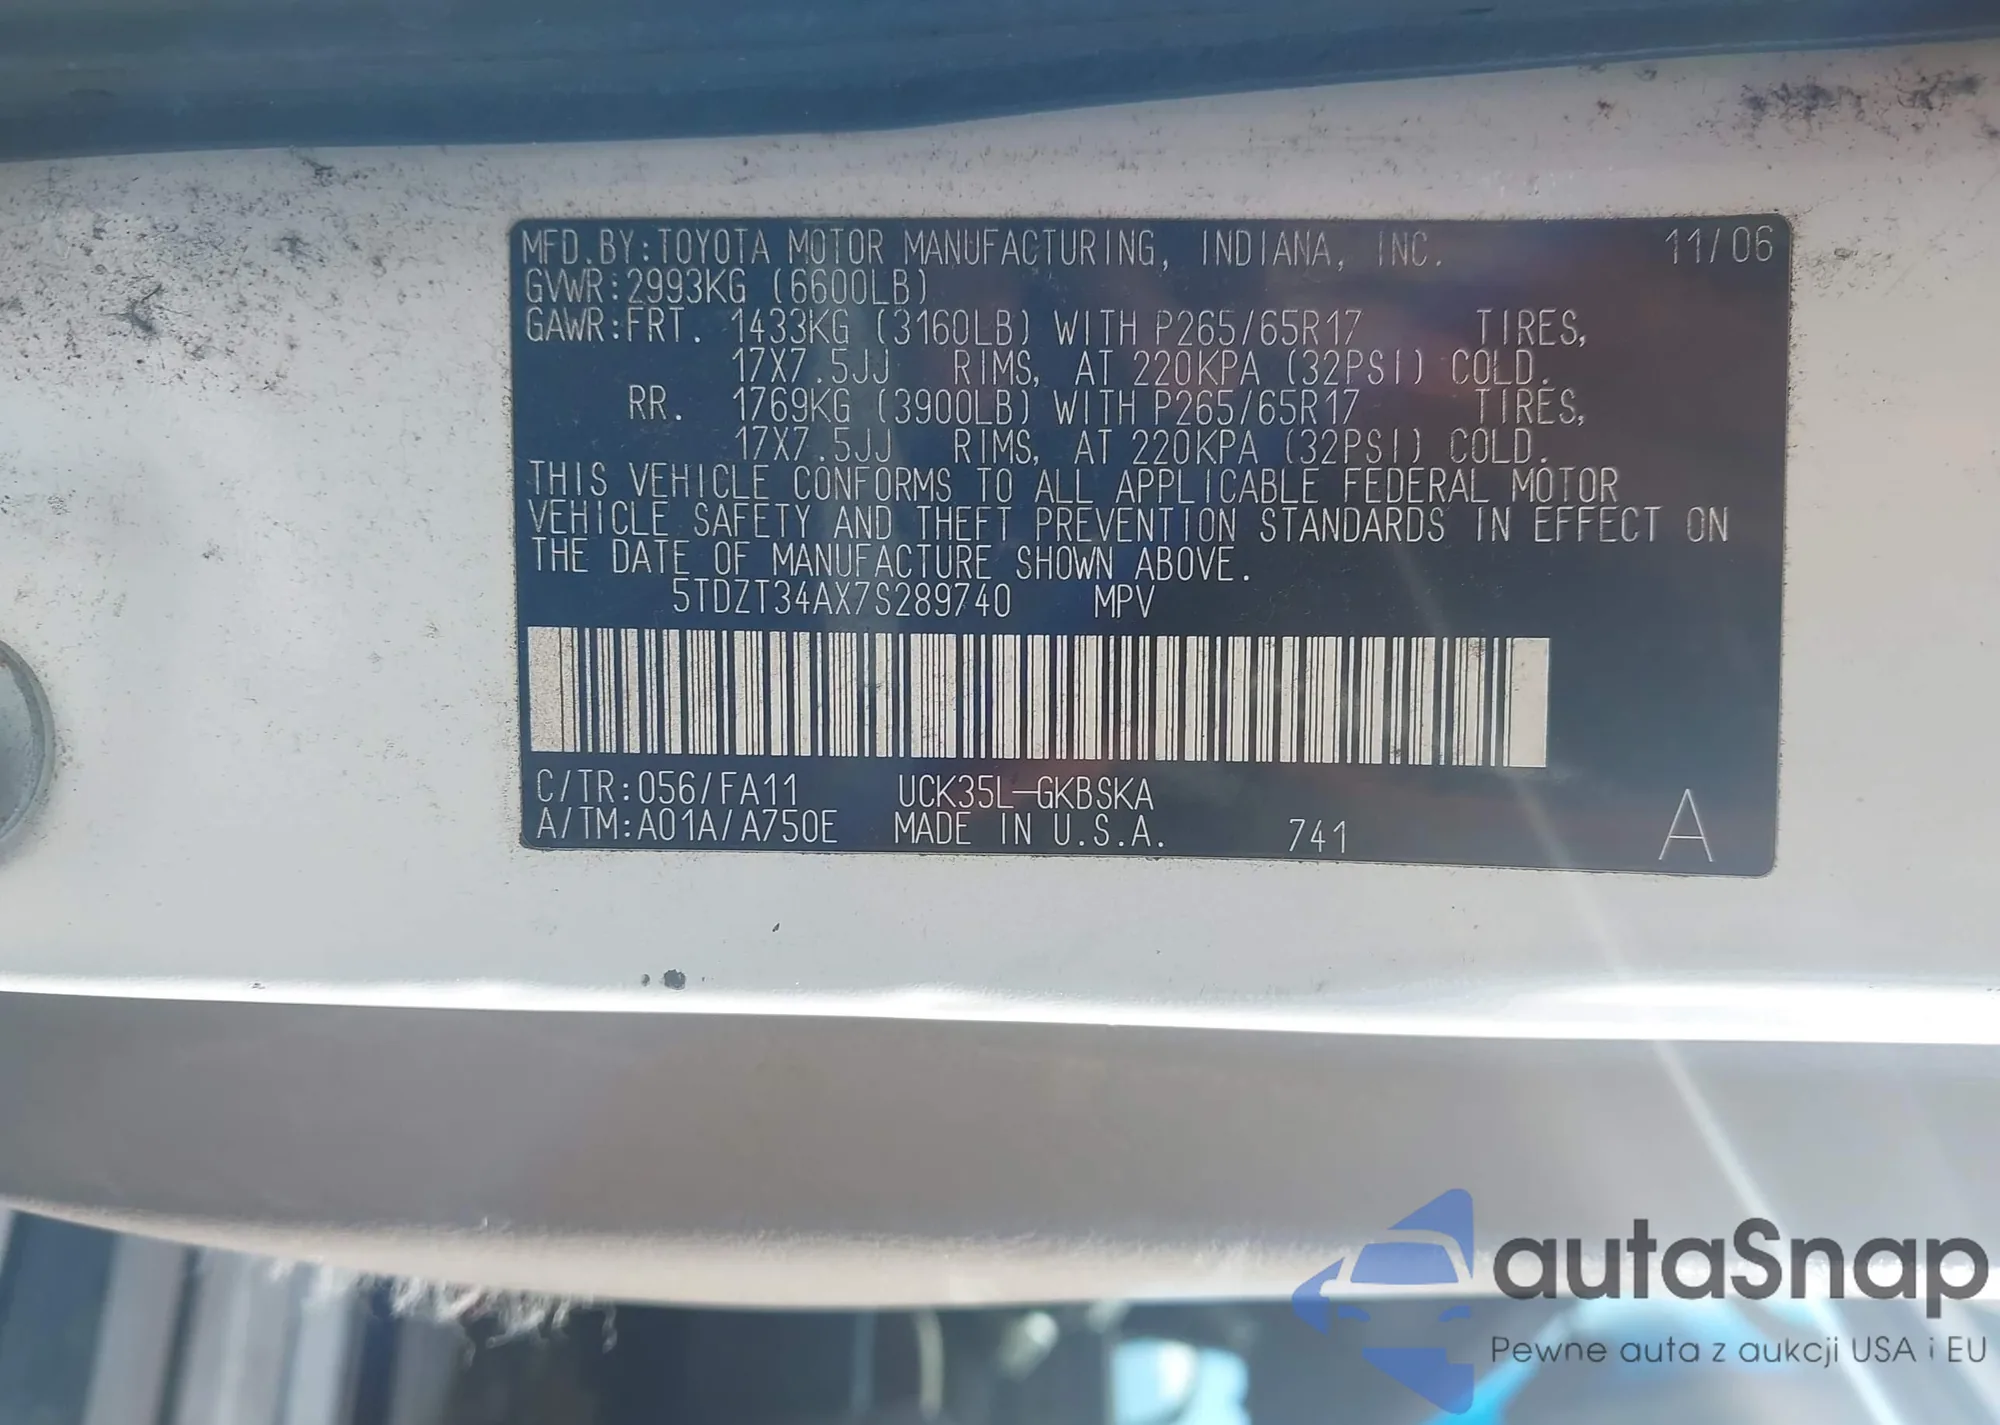 MFD.BY:TOYOTA MOTOR MANUFACTURING, INDIANA, INC. 11/06
GVWR:2993KG (6600LB)
GAWR:FRT. 1433KG (3160LB) WITH P265/65R17 TIRES,
17X7.5JJ RIMS, AT 220KPA (32PSI) COLD.
RR. 1769KG (3900LB) WITH P265/65R17 TIRES,
17X7.5JJ RIMS, AT 220KPA (32PSI) COLD.
THIS VEHICLE CONFORMS TO ALL APPLICABLE FEDERAL MOTOR
VEHICLE SAFETY AND THEFT PREVENTION STANDARDS IN EFFECT ON
THE DATE OF MANUFACTURE SHOWN ABOVE.
5TDZT34AX7S289740 MPV
C/TR:056/FA11 UCK35L-GKBSKA
A/TM:A01A/A750E MADE IN U.S.A. 741 A
autaSnap
Pewne auta z aukcji USA i EU